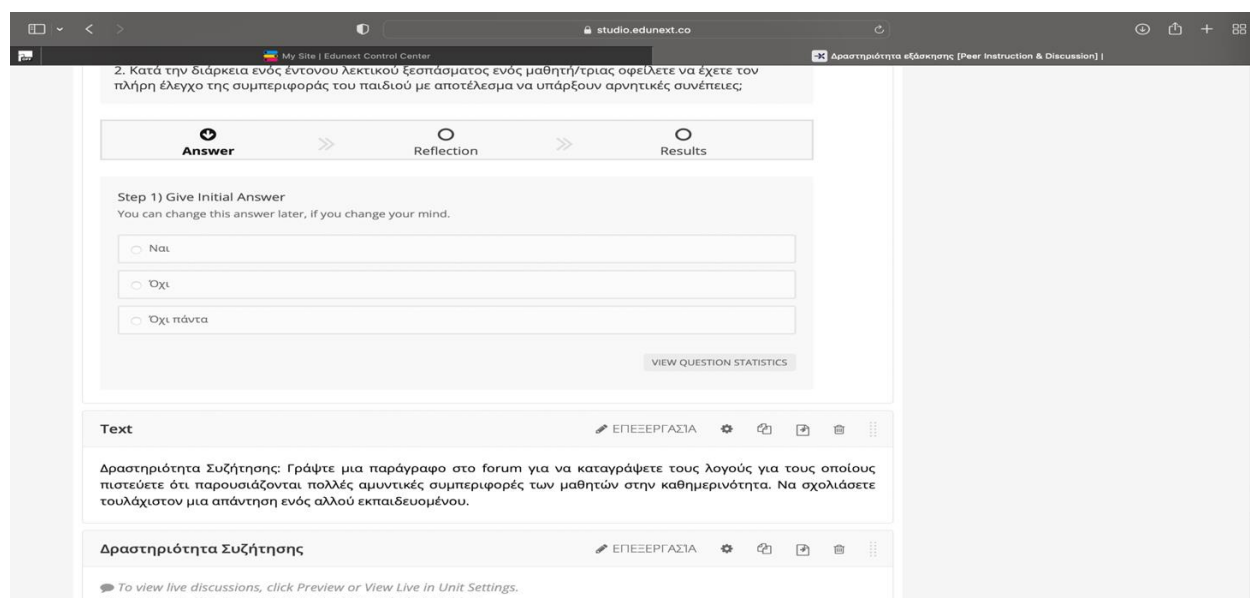 studio.edunext.co
My Site | Edunext Control Center
Δραστηριότητα εξάσκησης [Peer Instruction & Discussion] |
2. Κατά την διάρκεια ενός έντονου λεκτικού ξεσπάσματος ενός μαθητή/τριας οφείλετε να έχετε τον
πλήρη έλεγχο της συμπεριφοράς του παιδιού με αποτέλεσμα να υπάρξουν αρνητικές συνέπειες;
Answer
Reflection
Results
Step 1) Give Initial Answer
You can change this answer later, if you change your mind.
Ναι
Όχι
Όχι πάντα
VIEW QUESTION STATISTICS
Text
ΕΠΕΞΕΡΓΑΣΊΑ
Δραστηριότητα Συζήτησης: Γράψτε μια παράγραφο στο forum για να καταγράψετε τους λογούς για τους οποίους
πιστεύετε ότι παρουσιάζονται πολλές αμυντικές συμπεριφορές των μαθητών στην καθημερινότητα. Να σχολιάσετε
τουλάχιστον μια απάντηση ενός αλλού εκπαιδευομένου.
Δραστηριότητα Συζήτησης
ΕΠΕΞΕΡΓΑΣΊΑ
To view live discussions, click Preview or View Live in Unit Settings.